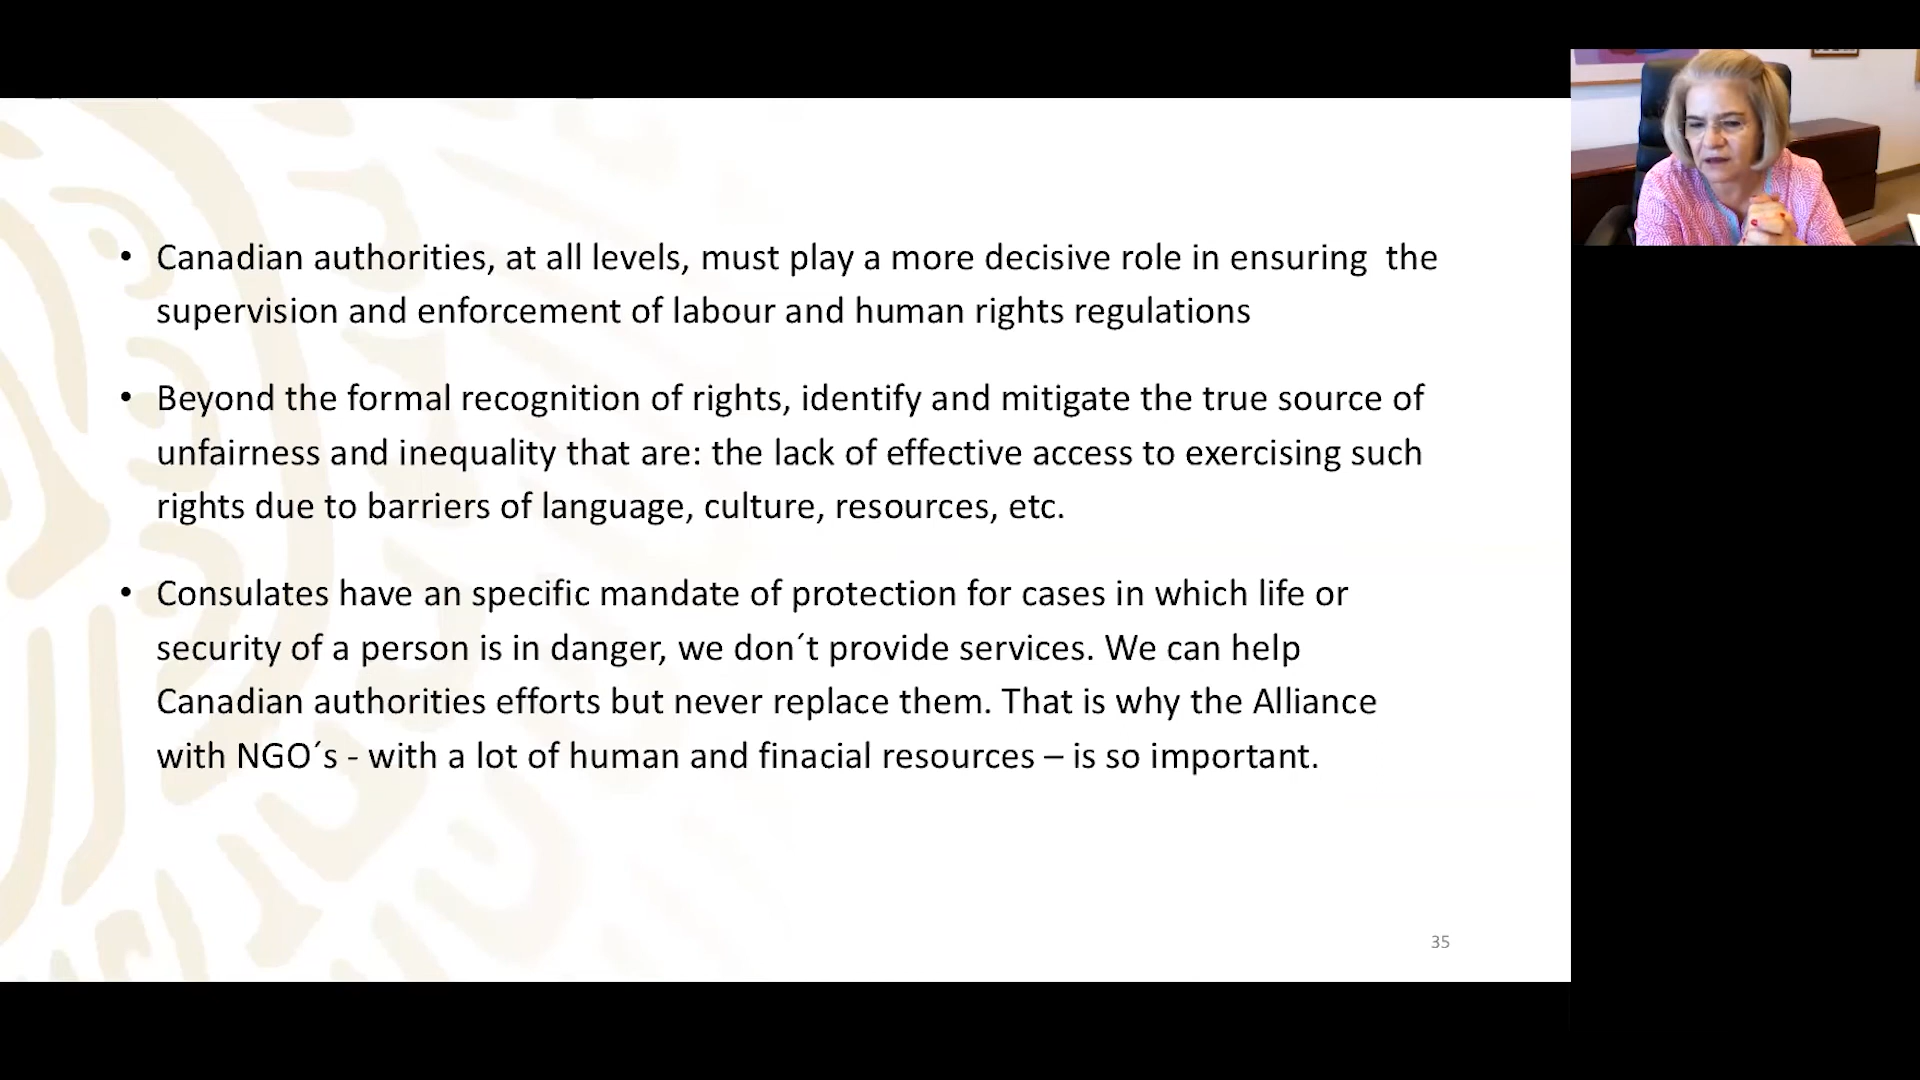 • Canadian authorities, at all levels, must play a more decisive role in ensuring  the
supervision and enforcement of labour and human rights regulations
• Beyond the formal recognition of rights, identify and mitigate the true source of
unfairness and inequality that are: the lack of effective access to exercising such
rights due to barriers of language, culture, resources, etc.
• Consulates have an specific mandate of protection for cases in which life or
security of a person is in danger, we don´t provide services. We can help
Canadian authorities efforts but never replace them. That is why the Alliance
with NGO´s - with a lot of human and finacial resources – is so important.
35